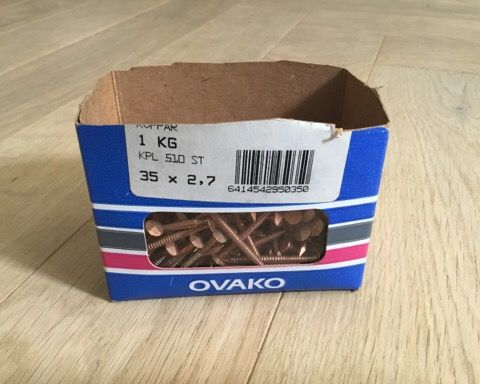 KOPPAR
1 KG
KPL 510 ST
35 x 2,7
6414542950350
OVAKO